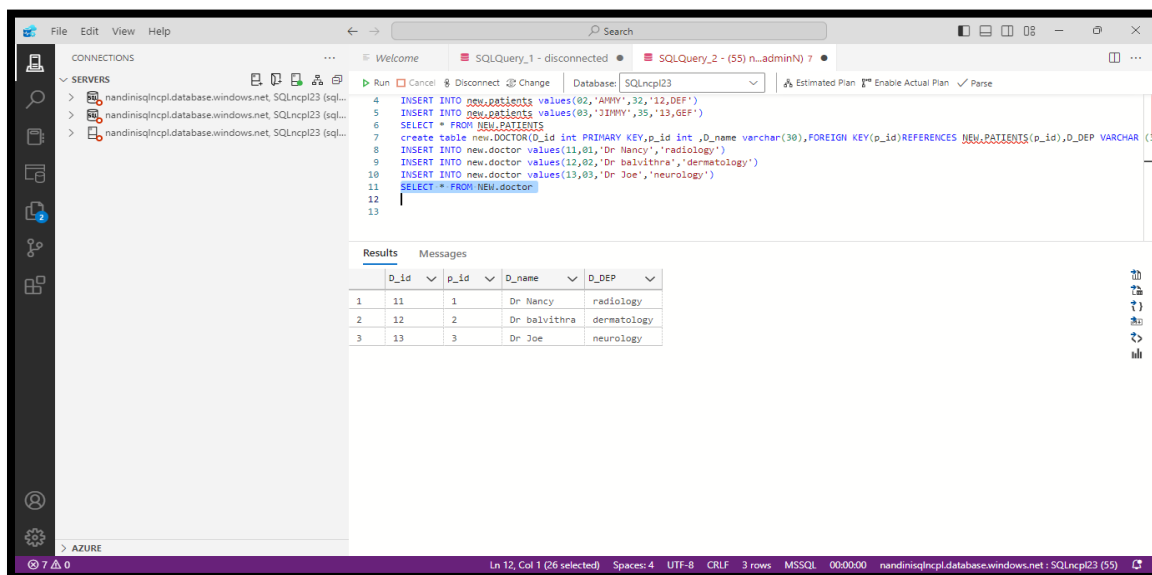 File Edit View Help
Search
CONNECTIONS
SERVERS
nandinisqlncpl.database.windows.net, SQLncpl23 (sql...
nandinisqlncpl.database.windows.net, SQLncpl23 (sql...
nandinisqlncpl.database.windows.net, SQLncpl23 (sql...
2
AZURE
Welcome SQLQuery_1 - disconnected SQLQuery_2 - (55) n...adminN) 7
Run Cancel Disconnect Change Database: SQLncpl23 Estimated Plan Enable Actual Plan Parse
4 INSERT INTO new.patients values(02,'AMMY',32,'12,DEF')
5 INSERT INTO new.patients values(03,'JIMMY',35,'13,GEF')
6 SELECT * FROM NEW.PATIENTS
7 create table new.DOCTOR(D_id int PRIMARY KEY,p_id int ,D_name varchar(30),FOREIGN KEY(p_id)REFERENCES NEW.PATIENTS(p_id),D_DEP VARCHAR (
8 INSERT INTO new.doctor values(11,01,'Dr Nancy','radiology')
9 INSERT INTO new.doctor values(12,02,'Dr balvithra','dermatology')
10 INSERT INTO new.doctor values(13,03,'Dr Joe','neurology')
11 SELECT * FROM NEW.doctor
12
13
Results Messages
D_id p_id D_name D_DEP
1 11 1 Dr Nancy radiology
2 12 2 Dr balvithra dermatology
3 13 3 Dr Joe neurology
7 0 Ln 12, Col 1 (26 selected) Spaces: 4 UTF-8 CRLF 3 rows MSSQL 00:00:00 nandinisqlncpl.database.windows.net : SQLncpl23 (55)